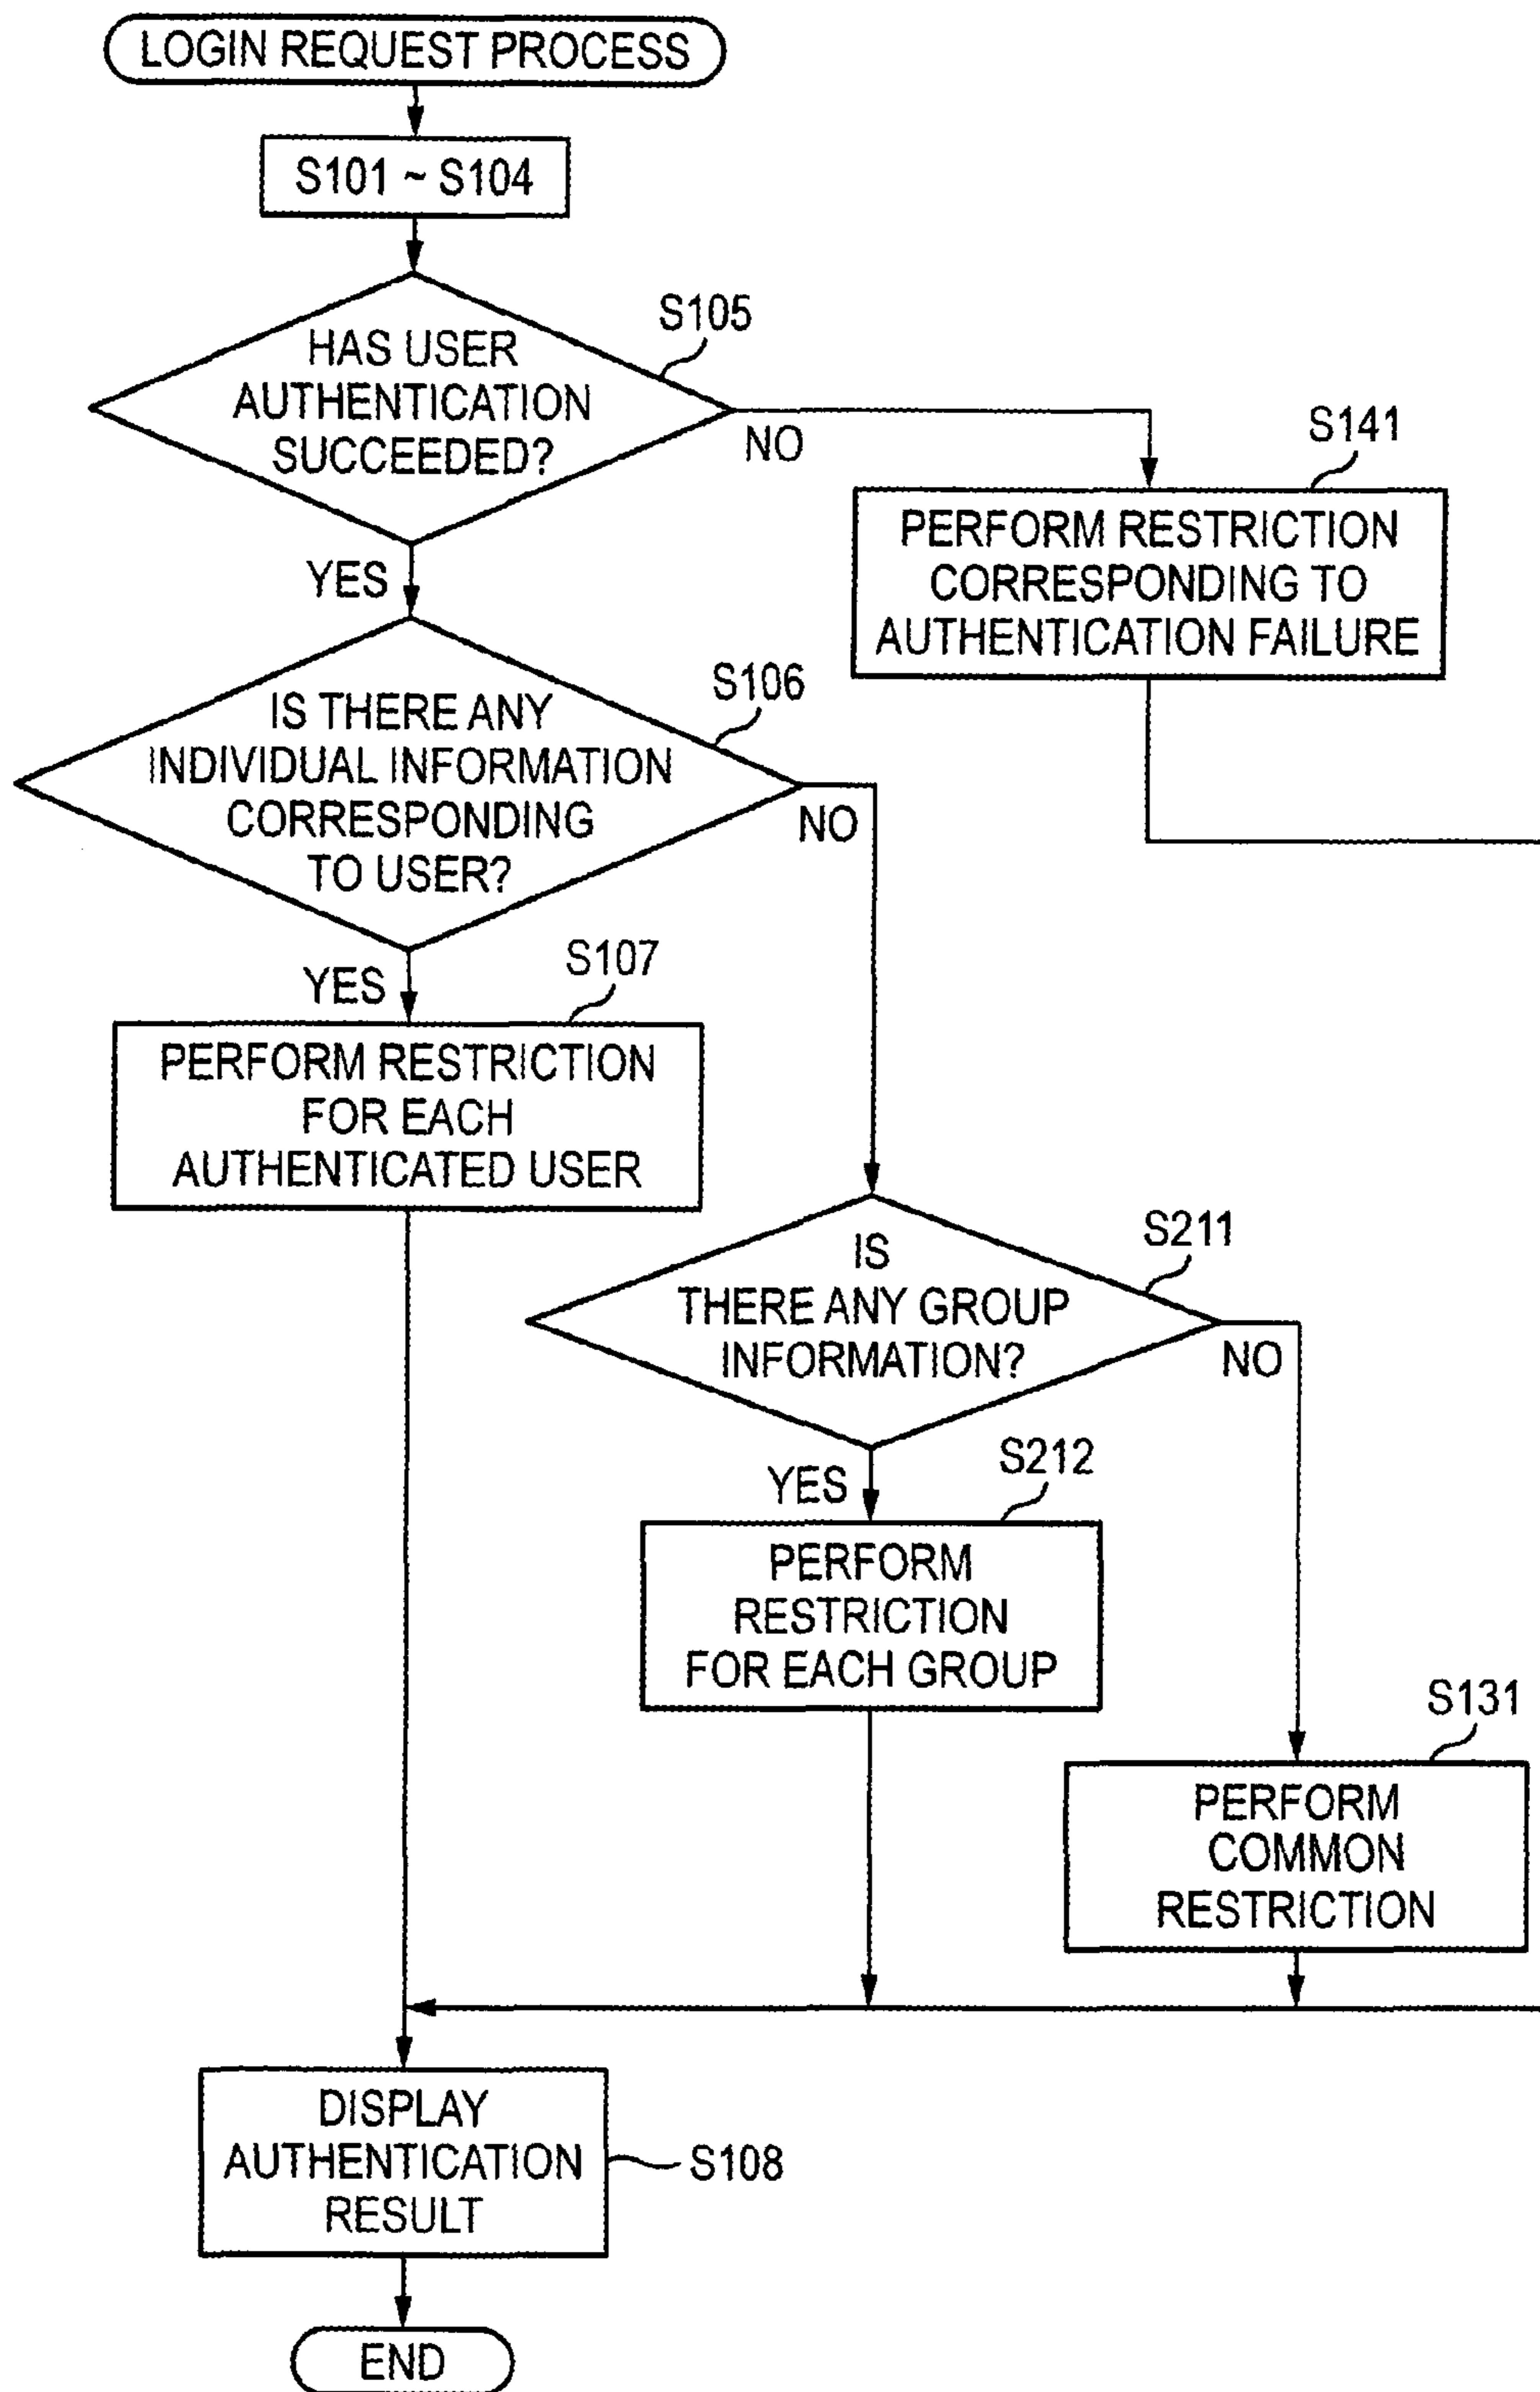 LOGIN REQUEST PROCESS
S101 ~ S104
S105
HAS USER
AUTHENTICATION
SUCCEEDED?
NO
YES
S141
PERFORM RESTRICTION
CORRESPONDING TO
AUTHENTICATION FAILURE
S106
IS THERE ANY
INDIVIDUAL INFORMATION
CORRESPONDING
TO USER?
NO
YES
S107
PERFORM RESTRICTION
FOR EACH
AUTHENTICATED USER
S211
IS
THERE ANY GROUP
INFORMATION?
NO
YES
S212
PERFORM
RESTRICTION
FOR EACH GROUP
S131
PERFORM
COMMON
RESTRICTION
DISPLAY
AUTHENTICATION
RESULT
S108
END